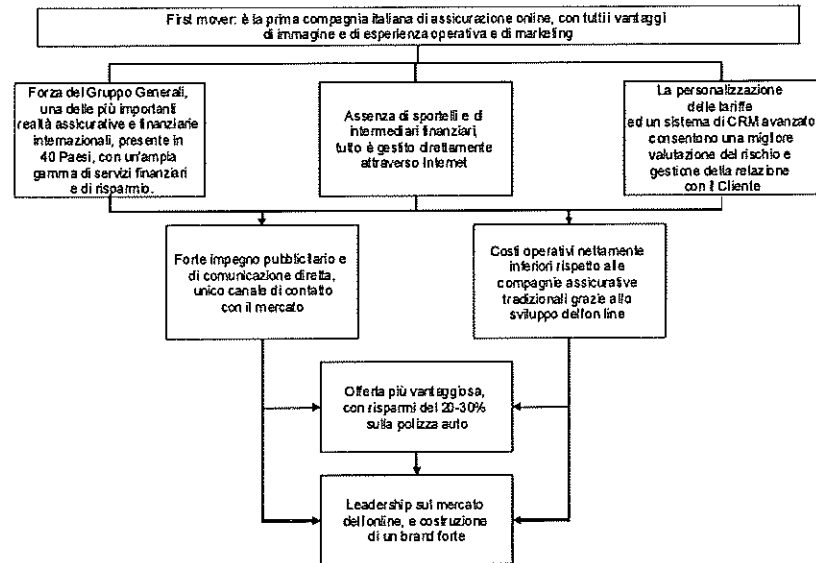 First mover: è la prima compagnia italiana di assicurazione online, con tutti i vantaggi
di immagine e di esperienza operativa e di marketing
Forza del Gruppo Generali,
una delle più importanti
realtà assicurative e finanziarie
internazionali, presente in
40 Paesi, con un'ampia
gamma di servizi finanziari
e di risparmio.
Assenza di sportelli e di
intermediari finanziari,
tutto è gestito direttamente
attraverso Internet
La personalizzazione
delle tariffe
ed un sistema di CRM avanzato
consentono una migliore
valutazione del rischio e
gestione della relazione
con il Cliente
Forte impegno pubblicitario e
di comunicazione diretta,
unico canale di contatto
con il mercato
Costi operativi nettamente
inferiori rispetto alle
compagnie assicurative
tradizionali grazie allo
sviluppo dell'on line
Offerta più vantaggiosa,
con risparmi del 20-30%
sulla polizza auto
Leadership sul mercato
dell'online, e costruzione
di un brand forte